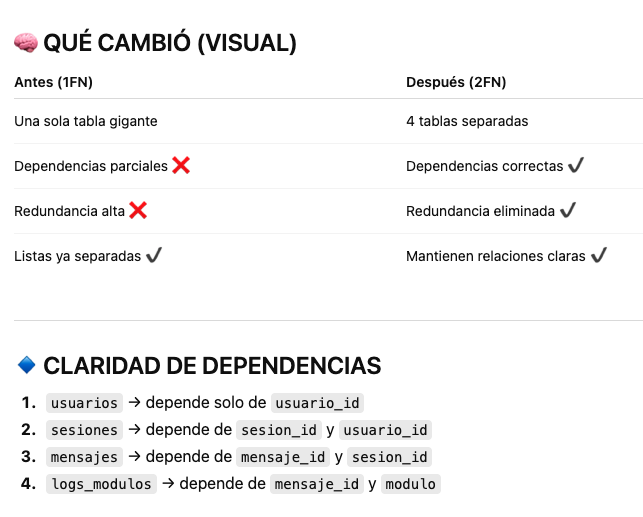 🧠 QUÉ CAMBIÓ (VISUAL)
Antes (1FN) Después (2FN)
Una sola tabla gigante 4 tablas separadas
Dependencias parciales ❌ Dependencias correctas ✔
Redundancia alta ❌ Redundancia eliminada ✔
Listas ya separadas ✔ Mantienen relaciones claras ✔
🔹 CLARIDAD DE DEPENDENCIAS
1. usuarios → depende solo de usuario_id
2. sesiones → depende de sesion_id y usuario_id
3. mensajes → depende de mensaje_id y sesion_id
4. logs_modulos → depende de mensaje_id y modulo